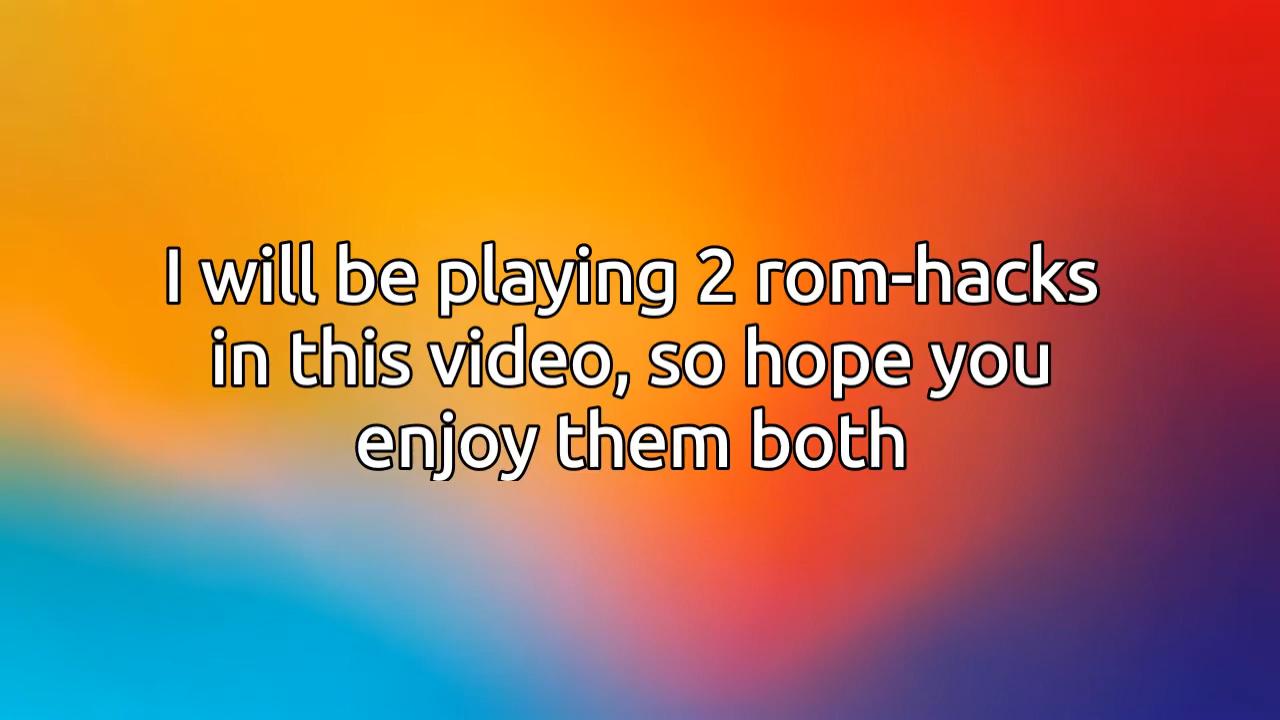 I will be playing 2 rom-hacks
in this video, so hope you
enjoy them both